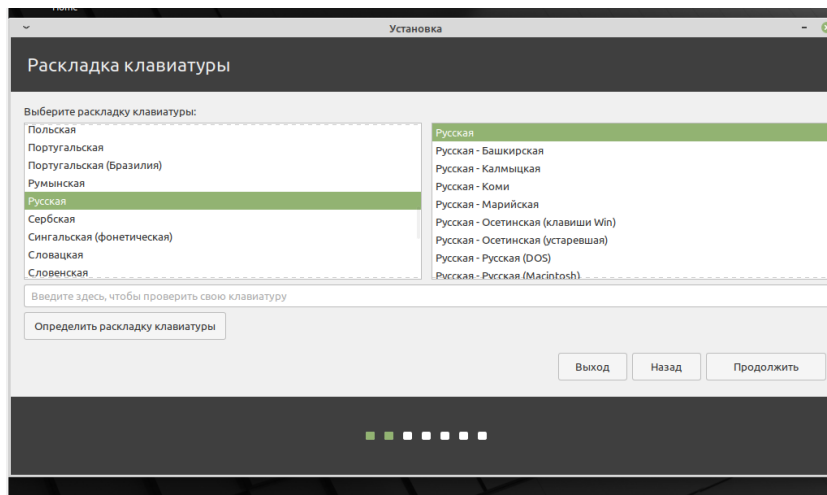 Home
Установка
Раскладка клавиатуры
Выберите раскладку клавиатуры:
Польская
Португальская
Португальская (Бразилия)
Румынская
Русская
Сербская
Сингальская (фонетическая)
Словацкая
Словенская
Русская
Русская - Башкирская
Русская - Калмыцкая
Русская - Коми
Русская - Марийская
Русская - Осетинская (клавиши Win)
Русская - Осетинская (устаревшая)
Русская - Русская (DOS)
Русская - Русская (Macintosh)
Введите здесь, чтобы проверить свою клавиатуру
Определить раскладку клавиатуры
Выход Назад Продолжить